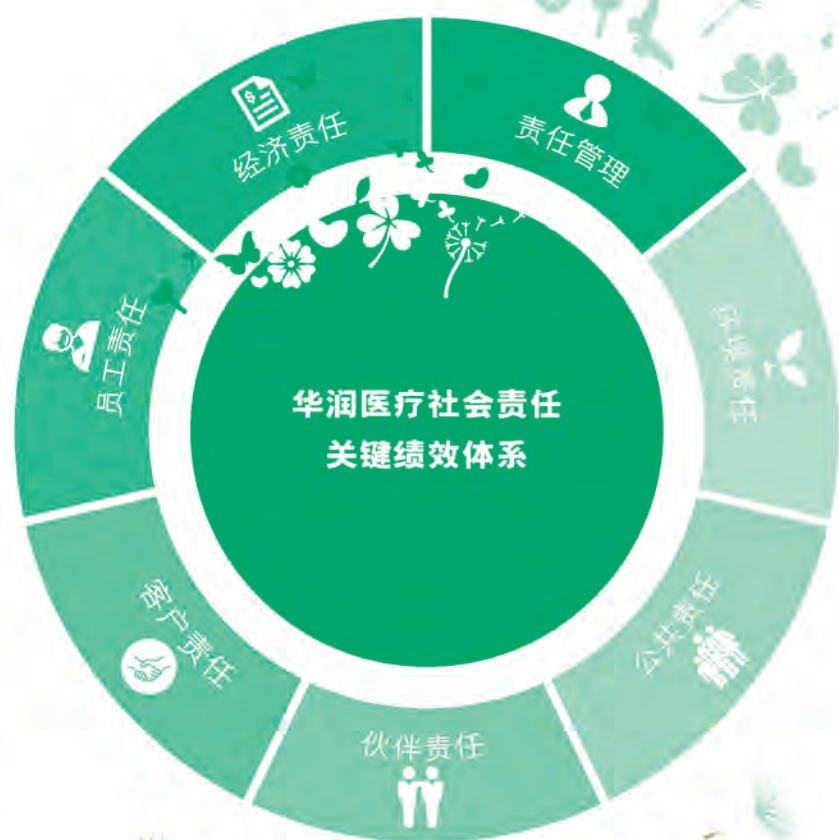 华润医疗社会责任
关键绩效体系
责任管理
经济责任
员工责任
客户责任
伙伴责任
公共责任
环境责任